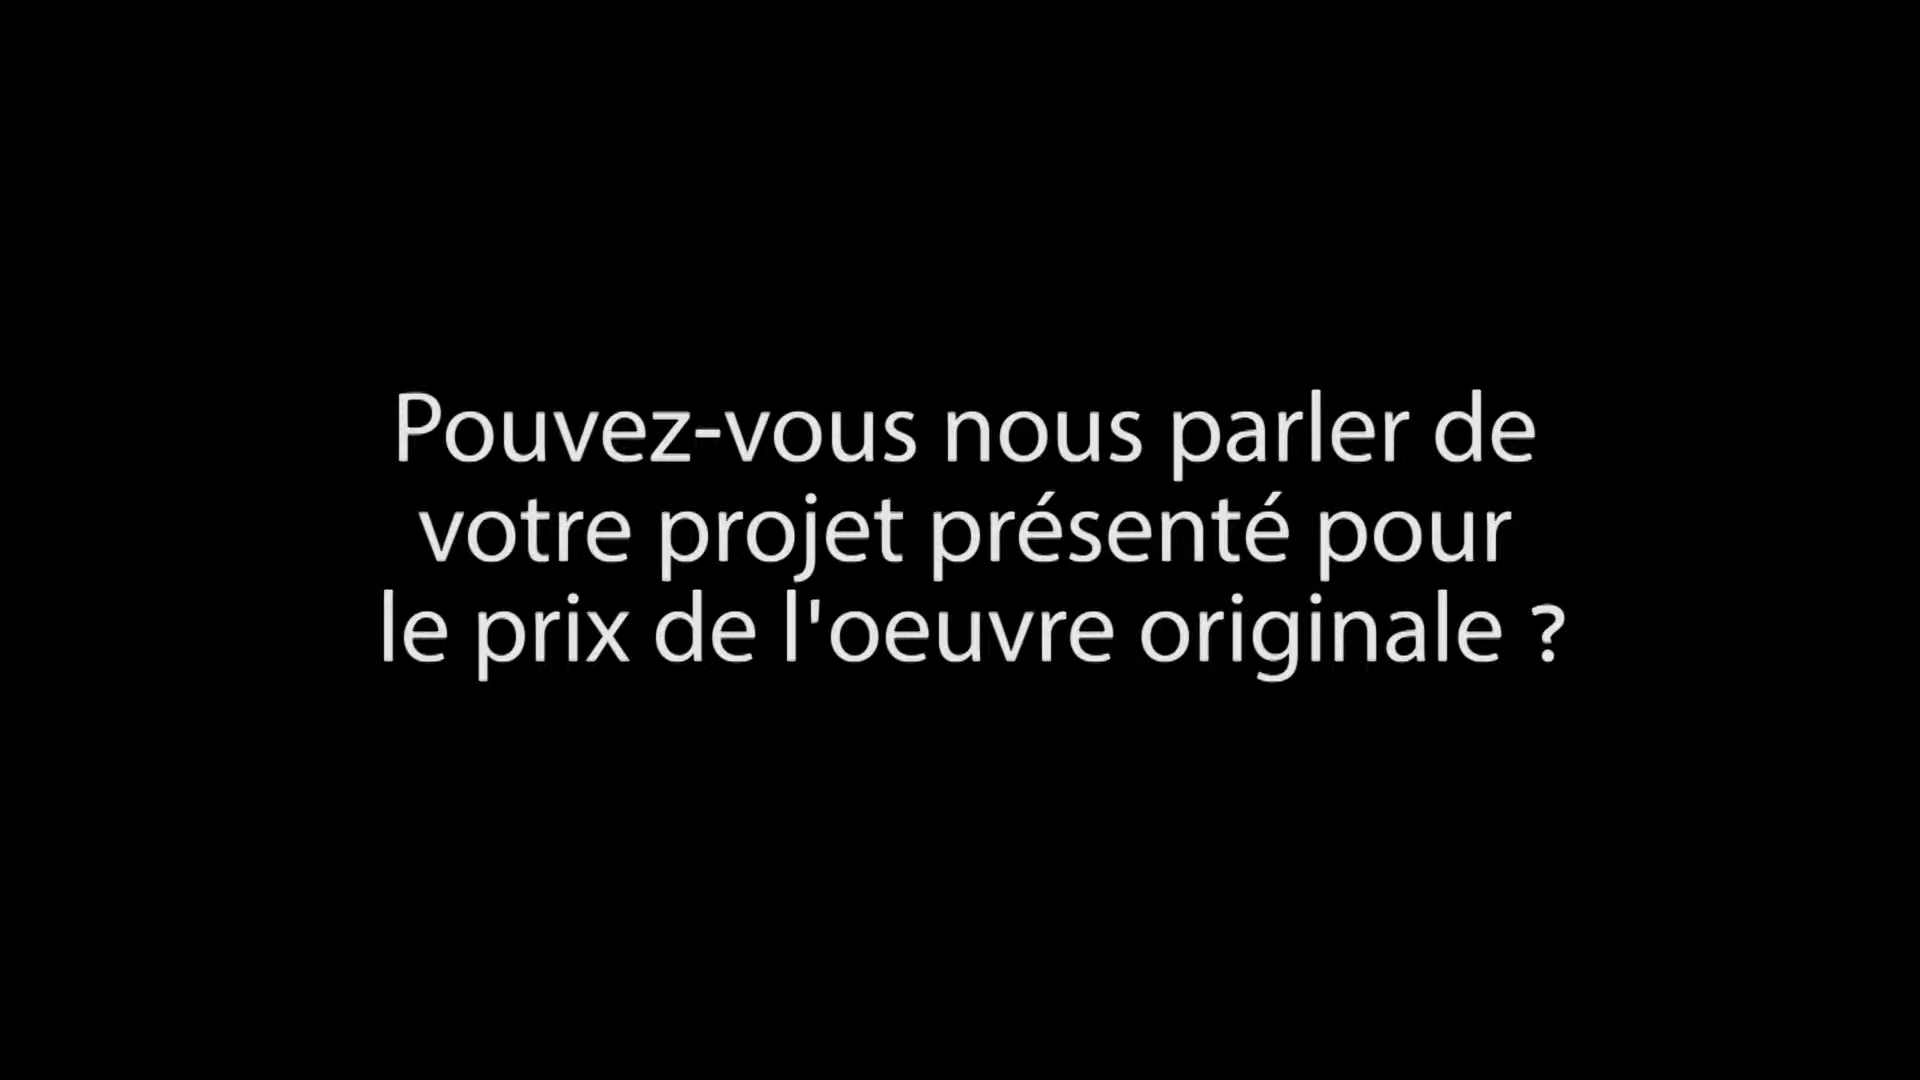 Pouvez-vous nous parler de
votre projet présenté pour
le prix de l'oeuvre originale ?